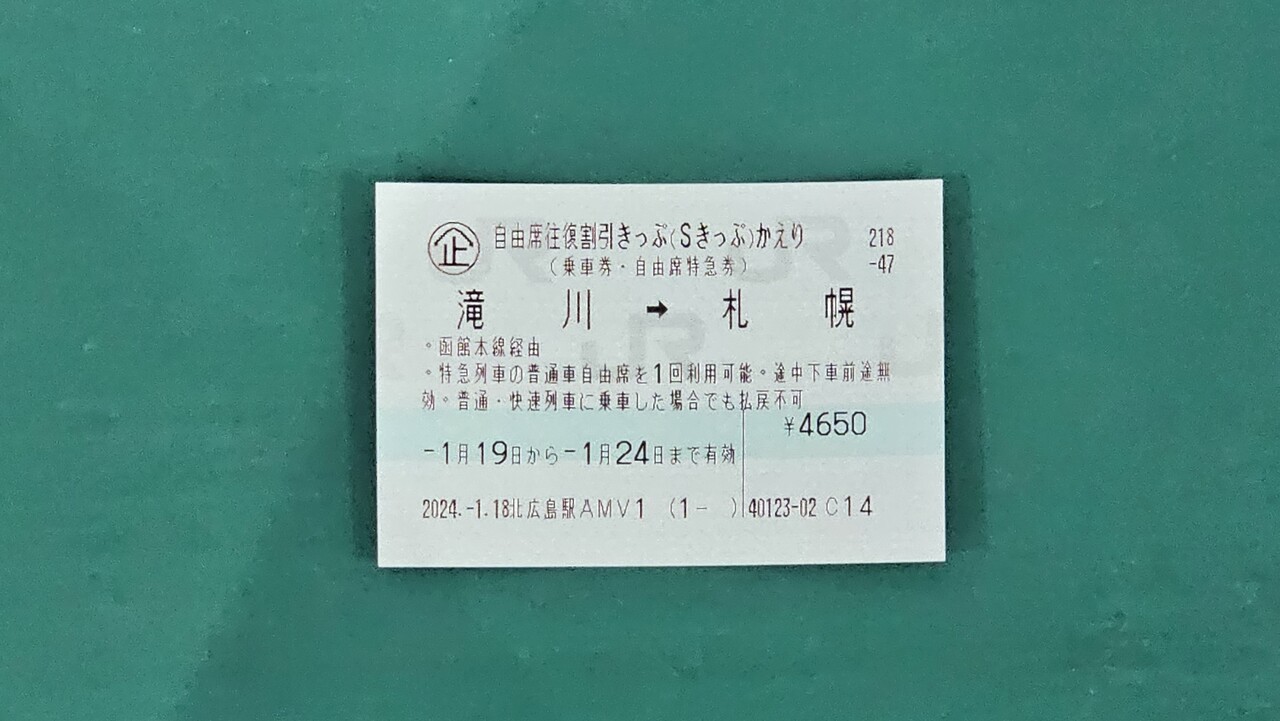 企 自由席往復割引きっぷ(Sきっぷ)かえり 218
(乗車券・自由席特急券) -47
滝川 ➡ 札幌
。函館本線経由
。特急列車の普通車自由席を1回利用可能。途中下車前途無
効。普通・快速列車に乗車した場合でも払戻不可
¥4650
-1月19日から-1月24日まで有効
2024.-1.18北広島駅AMV1 (1- ) 40123-02 C14